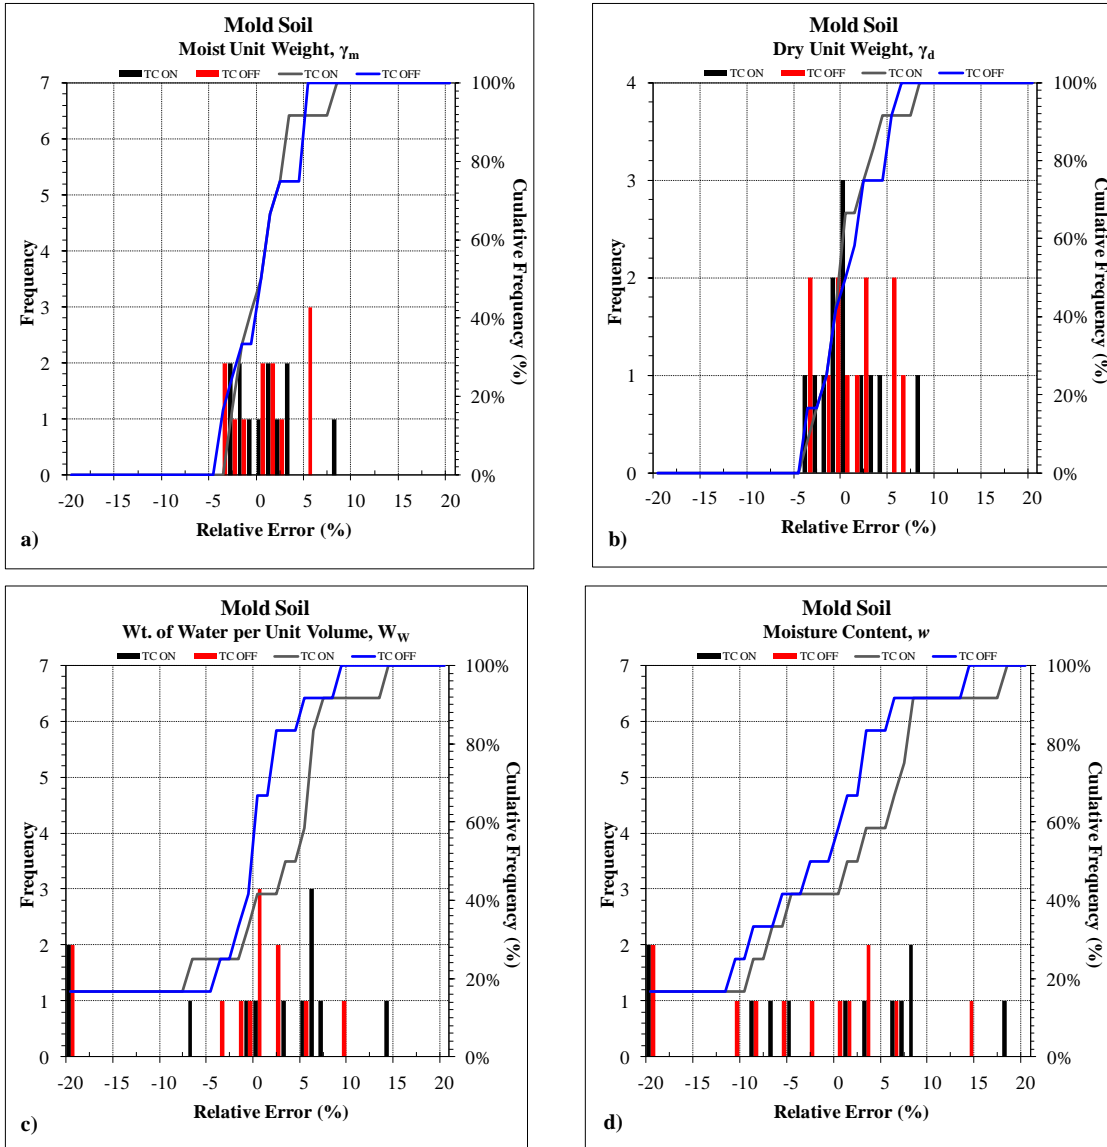 Mold Soil
Moist Unit Weight, γm
TC ON TC OFF TC ON TC OFF
7
6
5
4
3
2
1
0
100%
80%
60%
40%
20%
0%
-20 -15 -10 -5 0 5 10 15 20
Frequency
Cuulative Frequency (%)
Relative Error (%)
a)
Mold Soil
Dry Unit Weight, γd
TC ON TC OFF TC ON TC OFF
4
3
2
1
0
100%
80%
60%
40%
20%
0%
-20 -15 -10 -5 0 5 10 15 20
Frequency
Cuulative Frequency (%)
Relative Error (%)
b)
Mold Soil
Wt. of Water per Unit Volume, WW
TC ON TC OFF TC ON TC OFF
7
6
5
4
3
2
1
0
100%
80%
60%
40%
20%
0%
-20 -15 -10 -5 0 5 10 15 20
Frequency
Cuulative Frequency (%)
Relative Error (%)
c)
Mold Soil
Moisture Content, w
TC ON TC OFF TC ON TC OFF
7
6
5
4
3
2
1
0
100%
80%
60%
40%
20%
0%
-20 -15 -10 -5 0 5 10 15 20
Frequency
Cuulative Frequency (%)
Relative Error (%)
d)